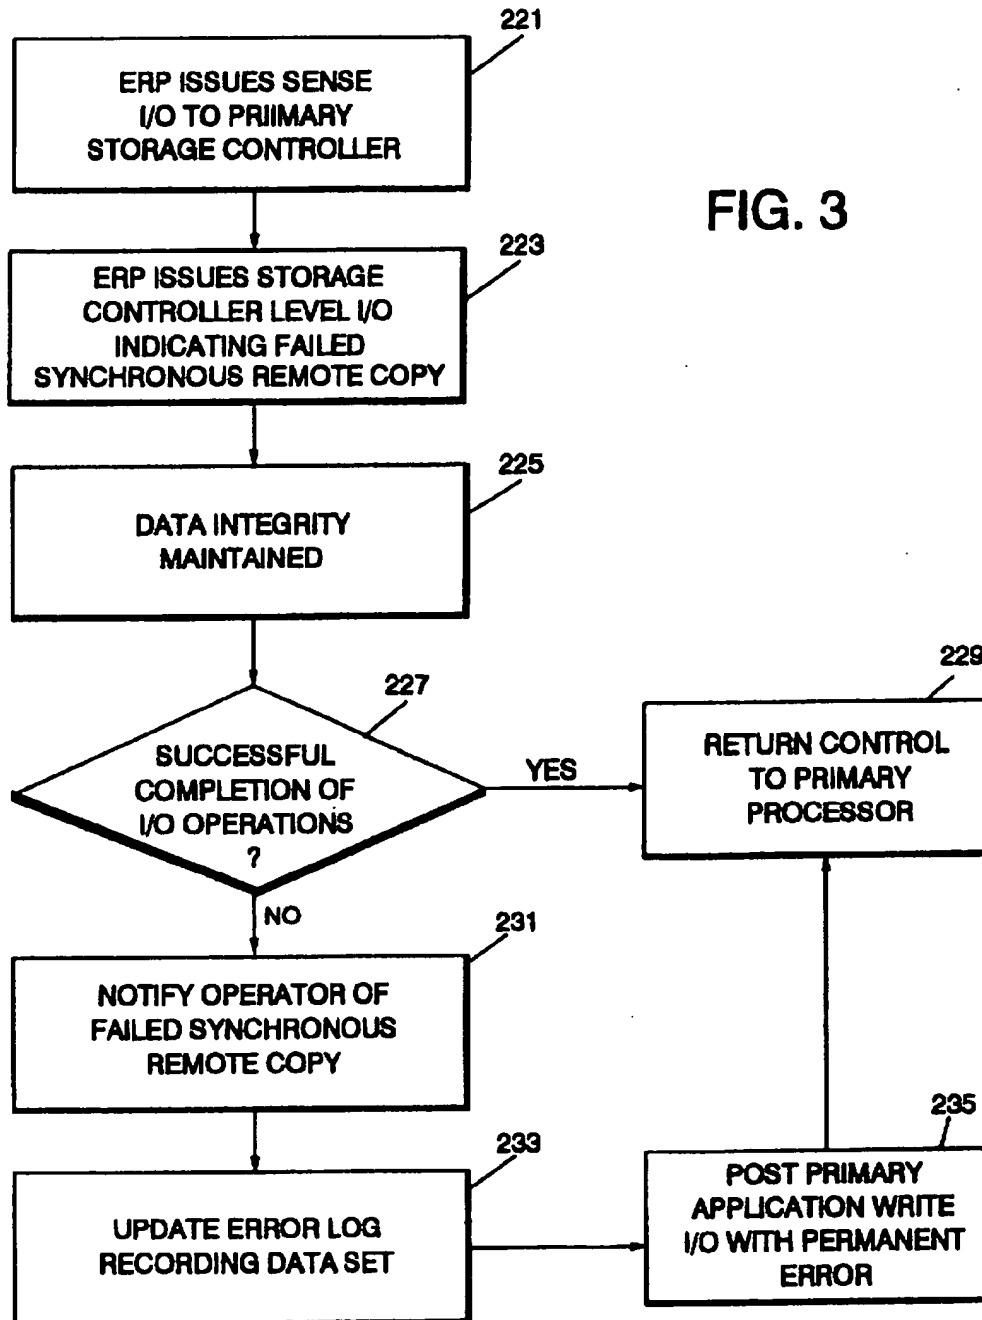 221
ERP ISSUES SENSE
I/O TO PRIIMARY
STORAGE CONTROLLER
FIG. 3
223
ERP ISSUES STORAGE
CONTROLLER LEVEL I/O
INDICATING FAILED
SYNCHRONOUS REMOTE COPY
225
DATA INTEGRITY
MAINTAINED
227
SUCCESSFUL
COMPLETION OF
I/O OPERATIONS
?
YES
229
RETURN CONTROL
TO PRIMARY
PROCESSOR
NO
231
NOTIFY OPERATOR OF
FAILED SYNCHRONOUS
REMOTE COPY
233
UPDATE ERROR LOG
RECORDING DATA SET
235
POST PRIMARY
APPLICATION WRITE
I/O WITH PERMANENT
ERROR